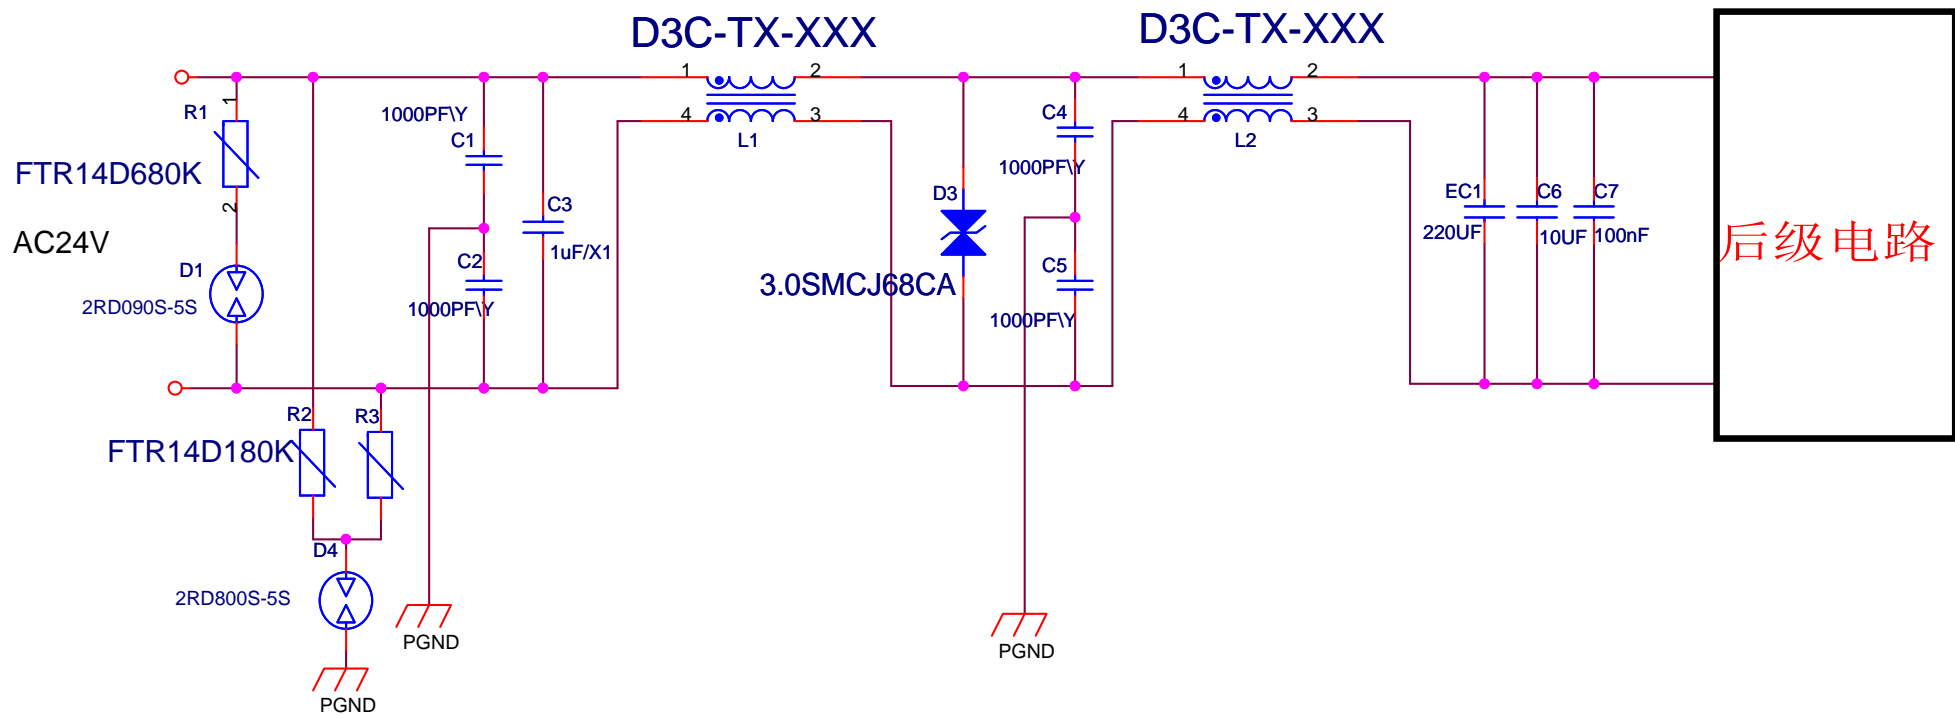 D3C-TX-XXX
D3C-TX-XXX
1
2
4
3
L1
1
2
4
3
L2
R1
1
2
FTR14D680K
AC24V
D1
2RD090S-5S
1000PF\Y
C1
C2
1000PF\Y
C3
1uF/X1
D3
3.0SMCJ68CA
C4
1000PF\Y
C5
1000PF\Y
EC1
220UF
C6
10UF
C7
100nF
后级电路
R2
R3
FTR14D180K
D4
2RD800S-5S
PGND
PGND
PGND